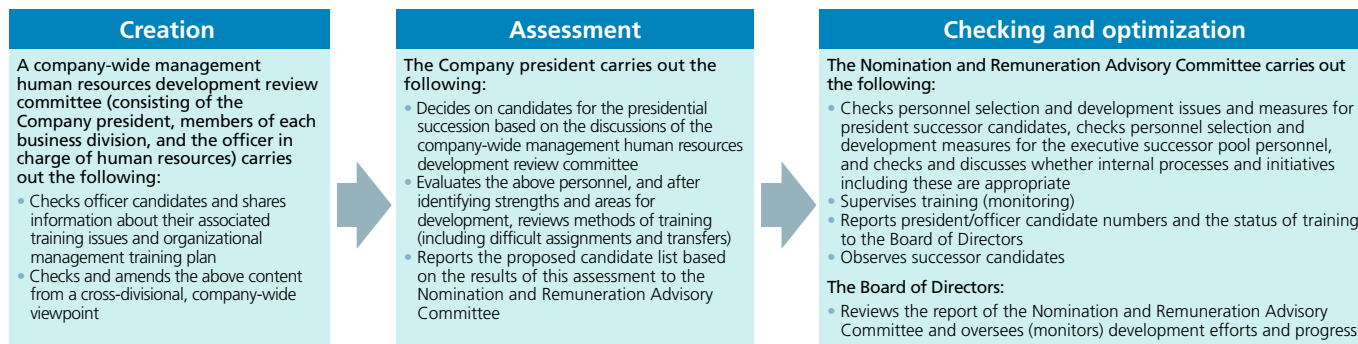 Creation
A company-wide management
human resources development review
committee (consisting of the
Company president, members of each
business division, and the officer in
charge of human resources) carries
out the following:
• Checks officer candidates and shares
information about their associated
training issues and organizational
management training plan
• Checks and amends the above content
from a cross-divisional, company-wide
viewpoint
Assessment
The Company president carries out the
following:
• Decides on candidates for the presidential
succession based on the discussions of the
company-wide management human resources
development review committee
• Evaluates the above personnel, and after
identifying strengths and areas for
development, reviews methods of training
(including difficult assignments and transfers)
• Reports the proposed candidate list based
on the results of this assessment to the
Nomination and Remuneration Advisory
Committee
Checking and optimization
The Nomination and Remuneration Advisory Committee carries out
the following:
• Checks personnel selection and development issues and measures for
president successor candidates, checks personnel selection and
development measures for the executive successor pool personnel,
and checks and discusses whether internal processes and initiatives
including these are appropriate
• Supervises training (monitoring)
• Reports president/officer candidate numbers and the status of training
to the Board of Directors
• Observes successor candidates
The Board of Directors:
• Reviews the report of the Nomination and Remuneration Advisory
Committee and oversees (monitors) development efforts and progress